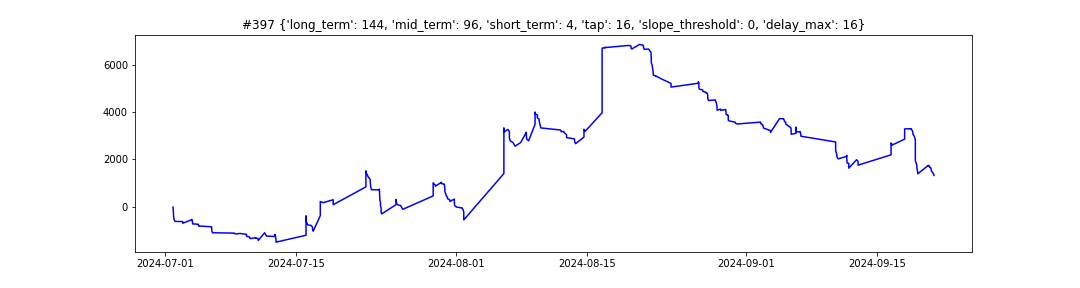 #397 {'long_term': 144, 'mid_term': 96, 'short_term': 4, 'tap': 16, 'slope_threshold': 0, 'delay_max': 16}
6000
4000
2000
0
2024-07-01 2024-07-15 2024-08-01 2024-08-15 2024-09-01 2024-09-15